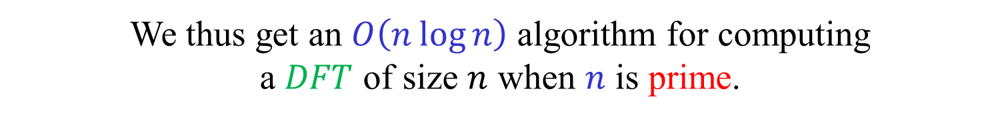 We thus get an O(n log n) algorithm for computing
a DFT of size n when n is prime.